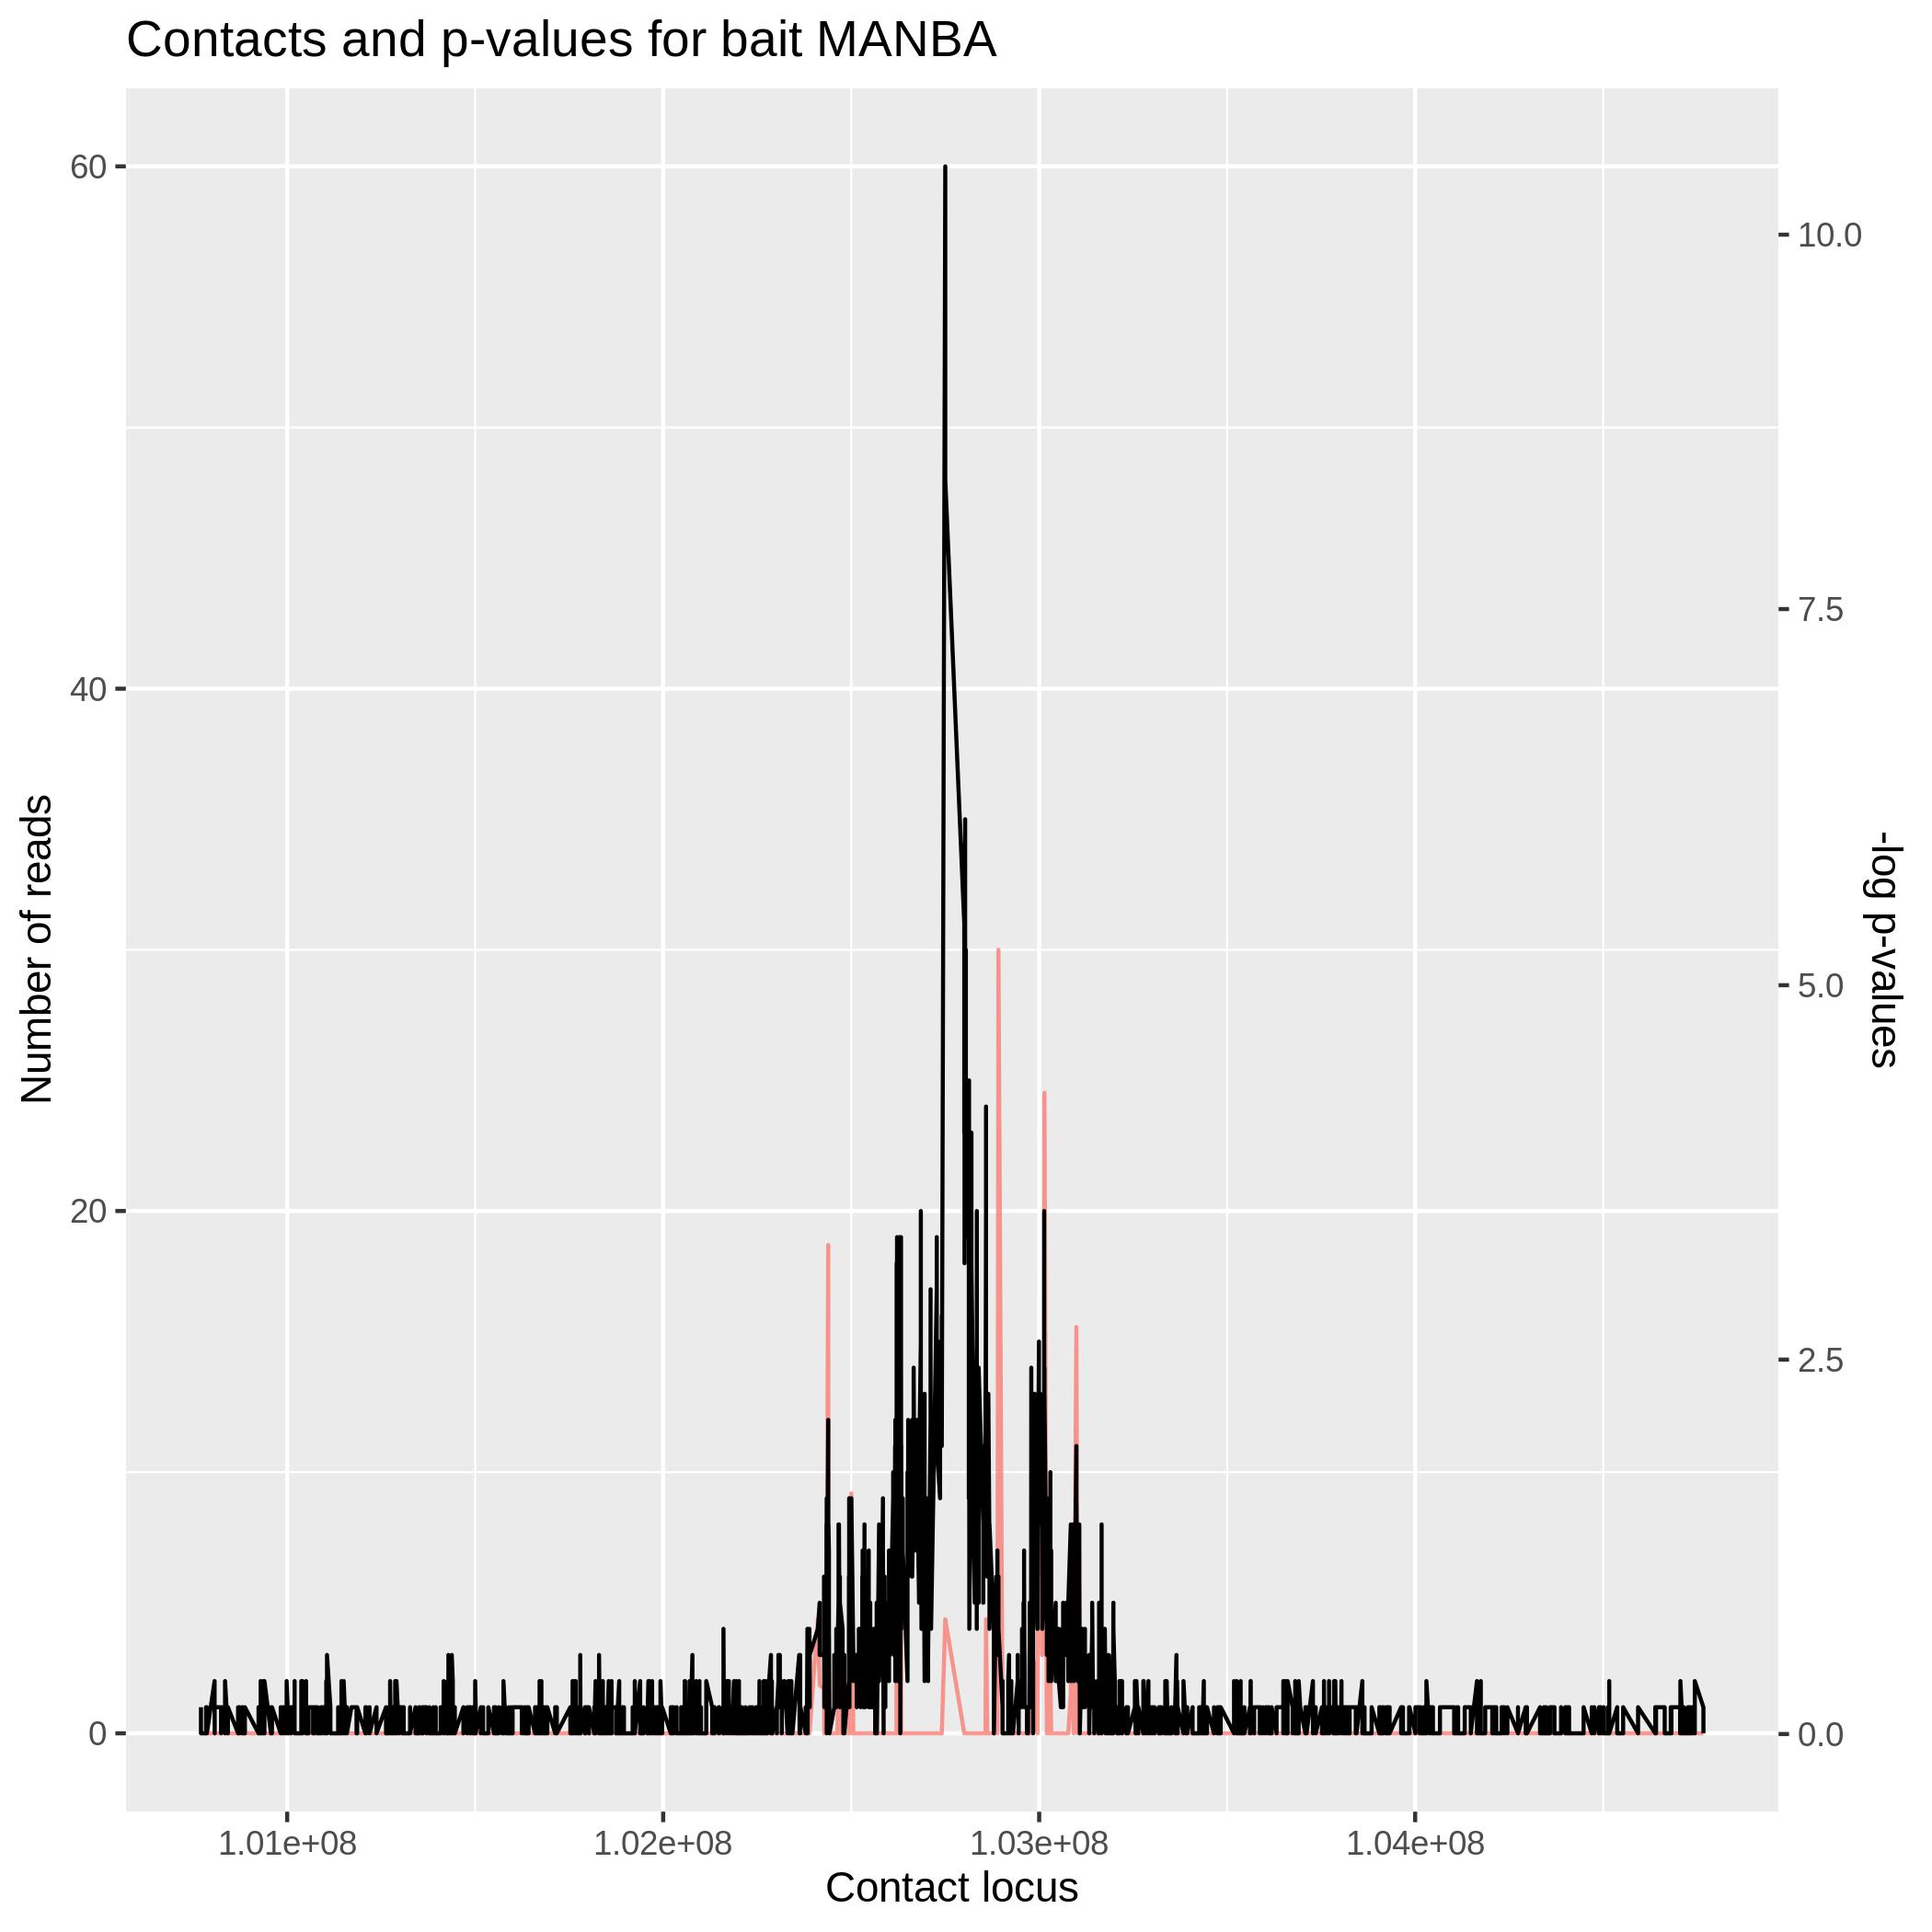 Contacts and p-values for bait MANBA
60
40
20
0
Number of reads
10.0
7.5
5.0
2.5
0.0
-log p-values
1.01e+08
1.02e+08
1.03e+08
1.04e+08
Contact locus